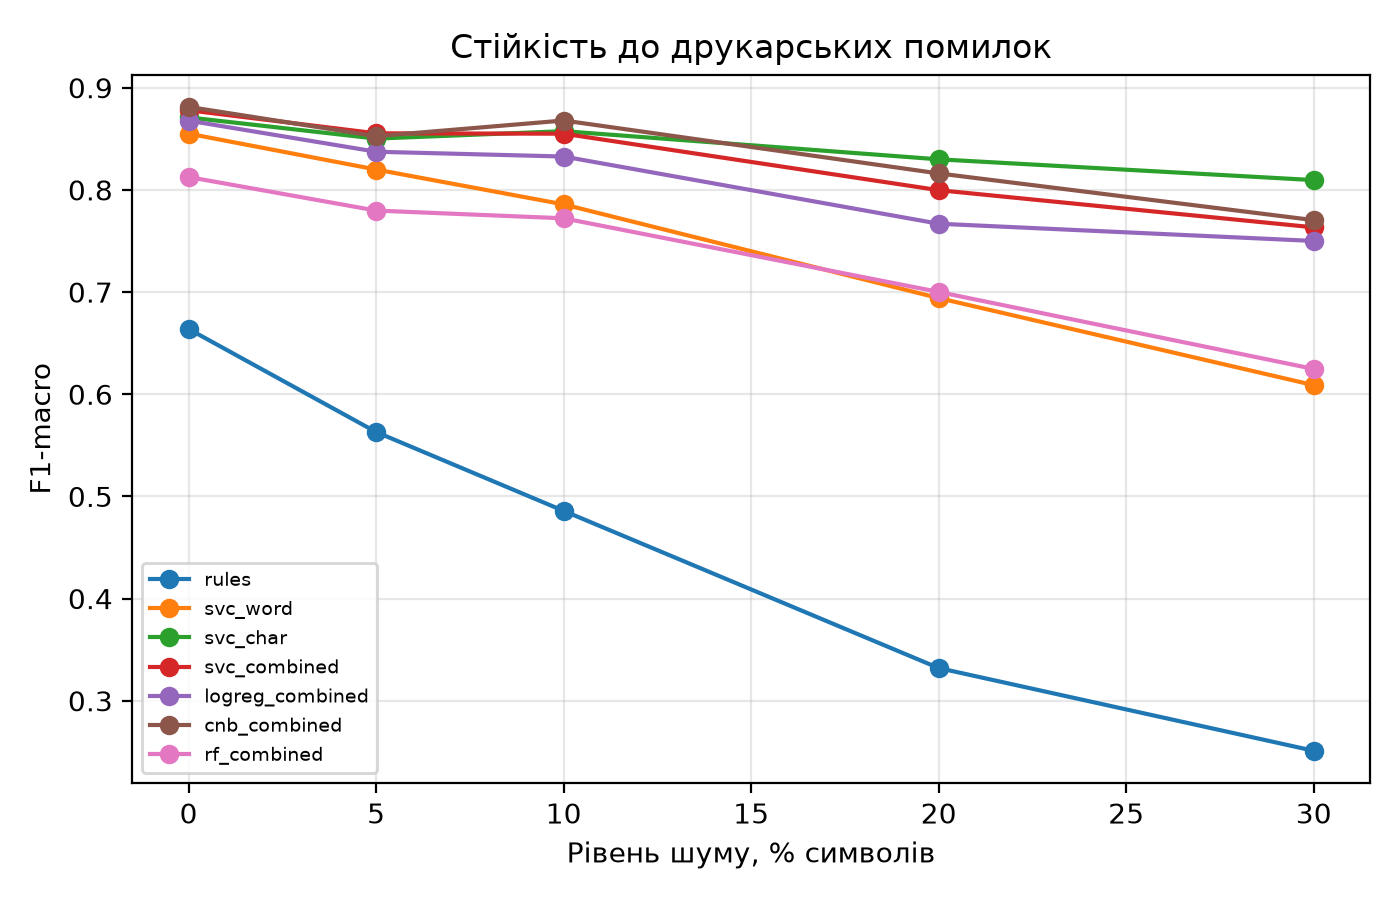 Стійкість до друкарських помилок
0.9
0.8
0.7
0.6
0.5
0.4
0.3
F1-macro
rules
svc_word
svc_char
svc_combined
logreg_combined
cnb_combined
rf_combined
0 5 10 15 20 25 30
Рівень шуму, % символів